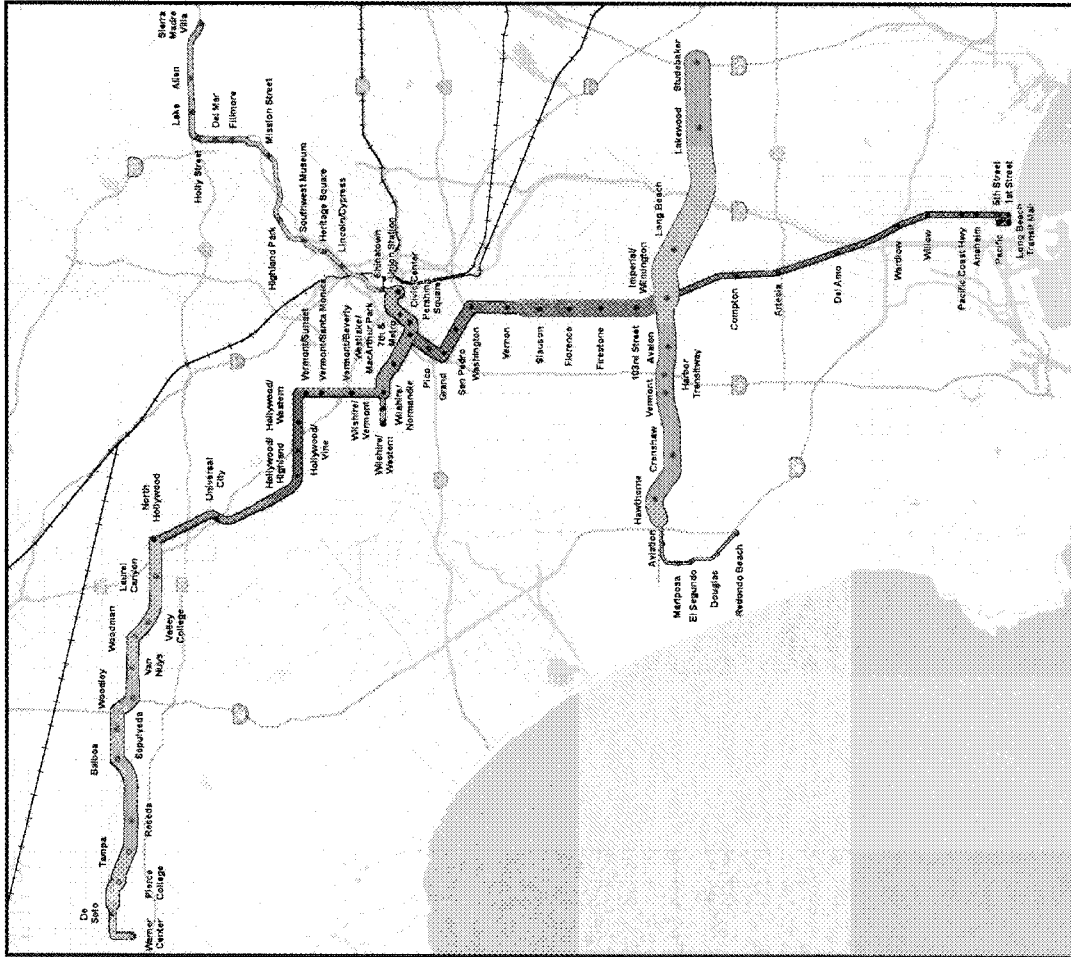 Sierra
Madre
Villa
Allen
Lake
Del Mar
Fillmore
Mission Street
Holly Street
Southwest Museum
Heritage Square
Lincoln/Cypress
Highland Park
Chinatown
Union Station
Civic Center
Pershing
Square
7th &
Metro
Westlake/
MacArthur Park
Vermont/Beverly
Vermont/Santa Monica
Vermont/Sunset
Wilshire/
Vermont
Wilshire/
Normandie
Wilshire/
Western
Hollywood/
Western
Hollywood/
Vine
Hollywood/
Highland
Universal
City
North
Hollywood
Laurel
Canyon
Valley
College
Woodman
Van
Nuys
Woodley
Sepulveda
Balboa
Reseda
Tampa
Pierce
College
De
Soto
Warner
Center
Pico
Grand
San Pedro
Washington
Vernon
Slauson
Florence
Firestone
103rd Street
Imperial/
Wilmington
Long Beach
Lakewood
Studebaker
Avalon
Harbor
Transitway
Vermont
Crenshaw
Hawthorne
Aviation
Mariposa
El Segundo
Douglas
Redondo Beach
Compton
Artesia
Del Amo
Wardlow
Willow
Pacific Coast Hwy
Anaheim
Pacific
5th Street
1st Street
Long Beach
Transit Mall